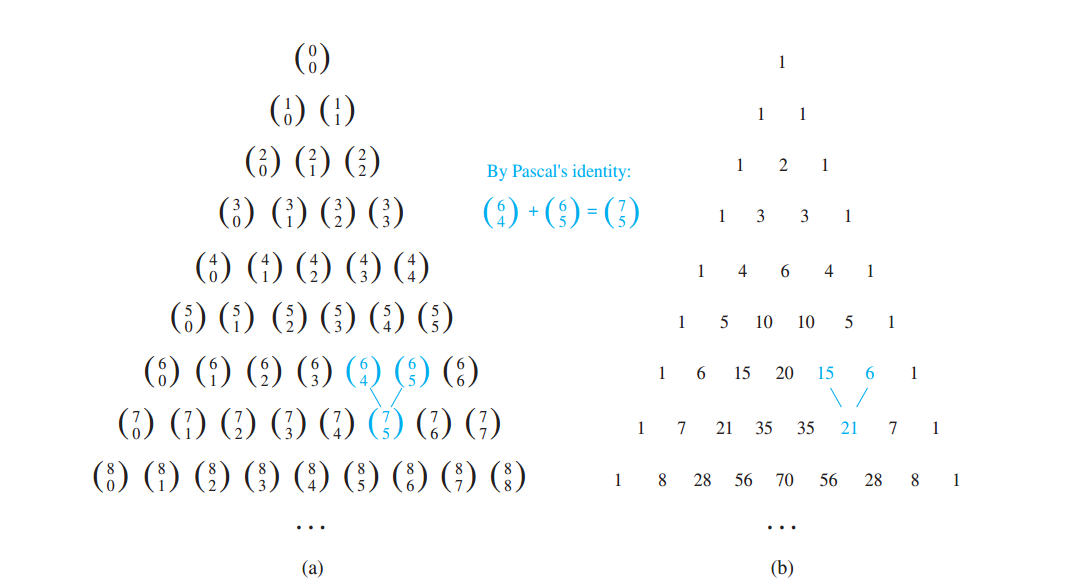 (0 0)
(1 0) (1 1)
(2 0) (2 1) (2 2)
(3 0) (3 1) (3 2) (3 3)
(4 0) (4 1) (4 2) (4 3) (4 4)
(5 0) (5 1) (5 2) (5 3) (5 4) (5 5)
(6 0) (6 1) (6 2) (6 3) (6 4) (6 5) (6 6)
(7 0) (7 1) (7 2) (7 3) (7 4) (7 5) (7 6) (7 7)
(8 0) (8 1) (8 2) (8 3) (8 4) (8 5) (8 6) (8 7) (8 8)
...
(a)
By Pascal's identity:
(6 4) + (6 5) = (7 5)
1
1 1
1 2 1
1 3 3 1
1 4 6 4 1
1 5 10 10 5 1
1 6 15 20 15 6 1
1 7 21 35 35 21 7 1
1 8 28 56 70 56 28 8 1
...
(b)